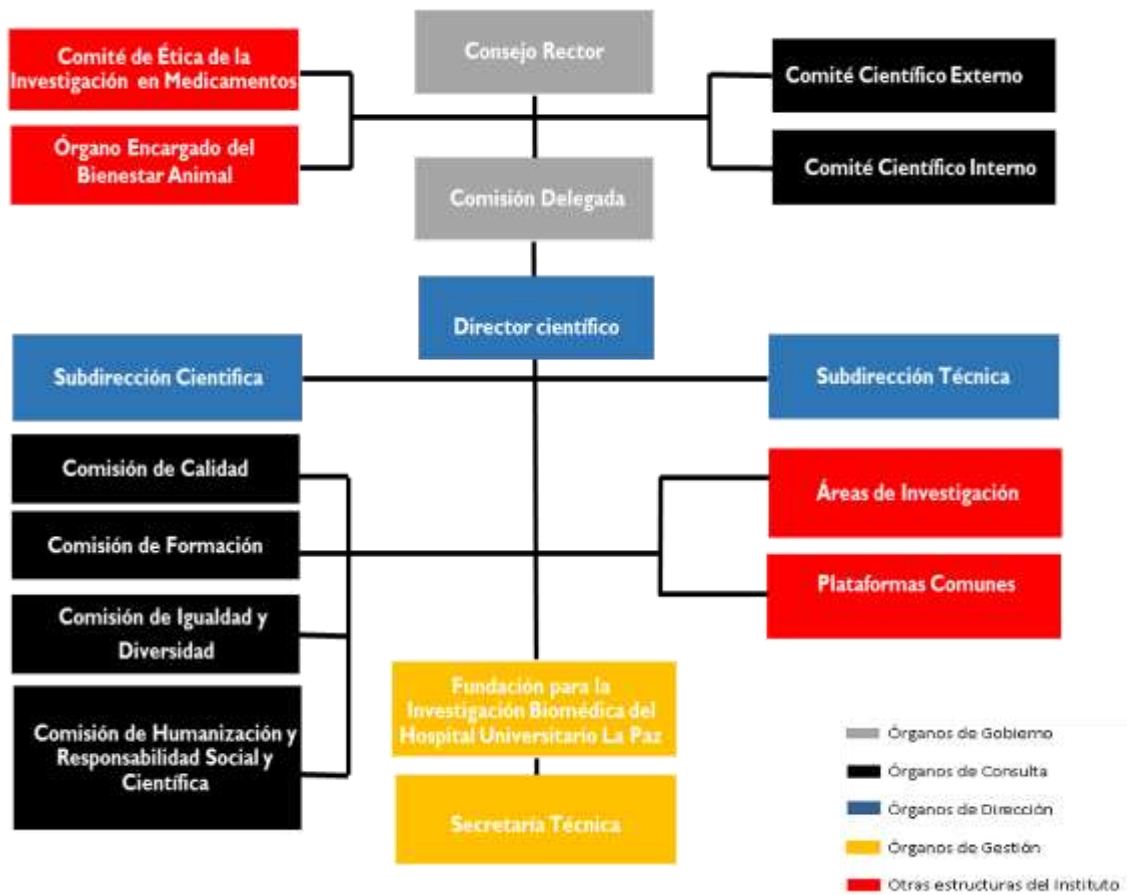 Consejo Rector
Comité de Ética de la
Investigación en Medicamentos
Comité Científico Externo
Órgano Encargado del
Bienestar Animal
Comité Científico Interno
Comisión Delegada
Director científico
Subdirección Científica
Subdirección Técnica
Comisión de Calidad
Áreas de Investigación
Comisión de Formación
Plataformas Comunes
Comisión de Igualdad y
Diversidad
Fundación para la
Investigación Biomédica del
Hospital Universitario La Paz
Comisión de Humanización y
Responsabilidad Social y
Científica
Secretaría Técnica
Órganos de Gobierno
Órganos de Consulta
Órganos de Dirección
Órganos de Gestión
Otras estructuras del Instituto